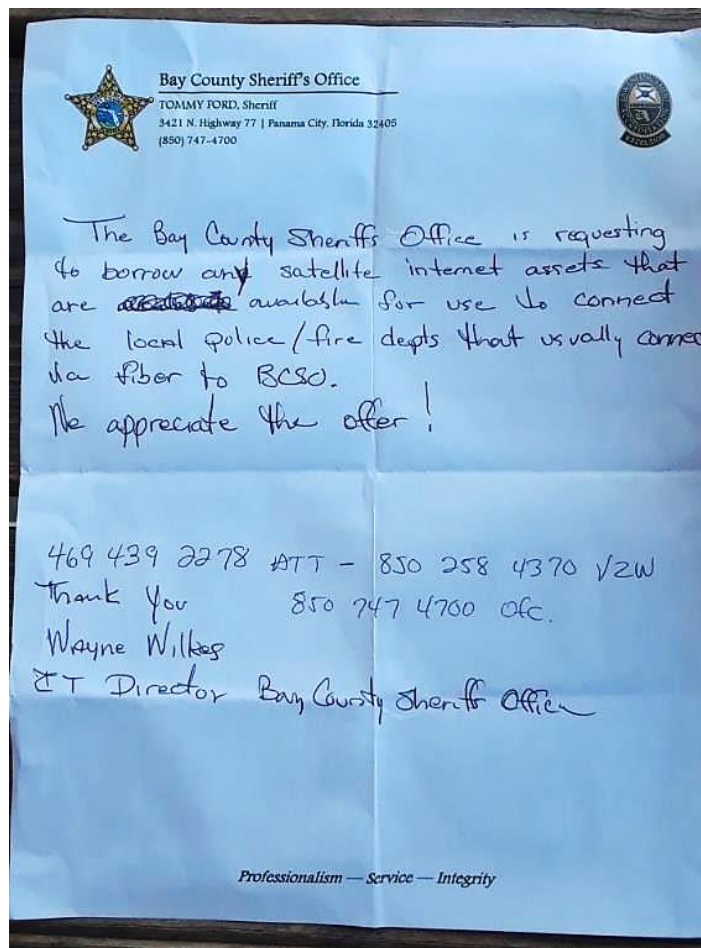 Bay County Sheriff's Office
TOMMY FORD, Sheriff
3421 N. Highway 77 | Panama City, Florida 32405
(850) 747-4700
EXCELSIOR
The Bay County Sheriffs Office is requesting
to borrow any satellite internet assets that
are available for use to connect
the local police/fire depts that usually connec
via fiber to BCSO.
We appreciate the offer!
469 439 2278 ATT - 850 258 4370 VZW
Thank You 850 747 4700 Ofc.
Wayne Wilkes
IT Director Bay County Sheriff Office
Professionalism — Service — Integrity